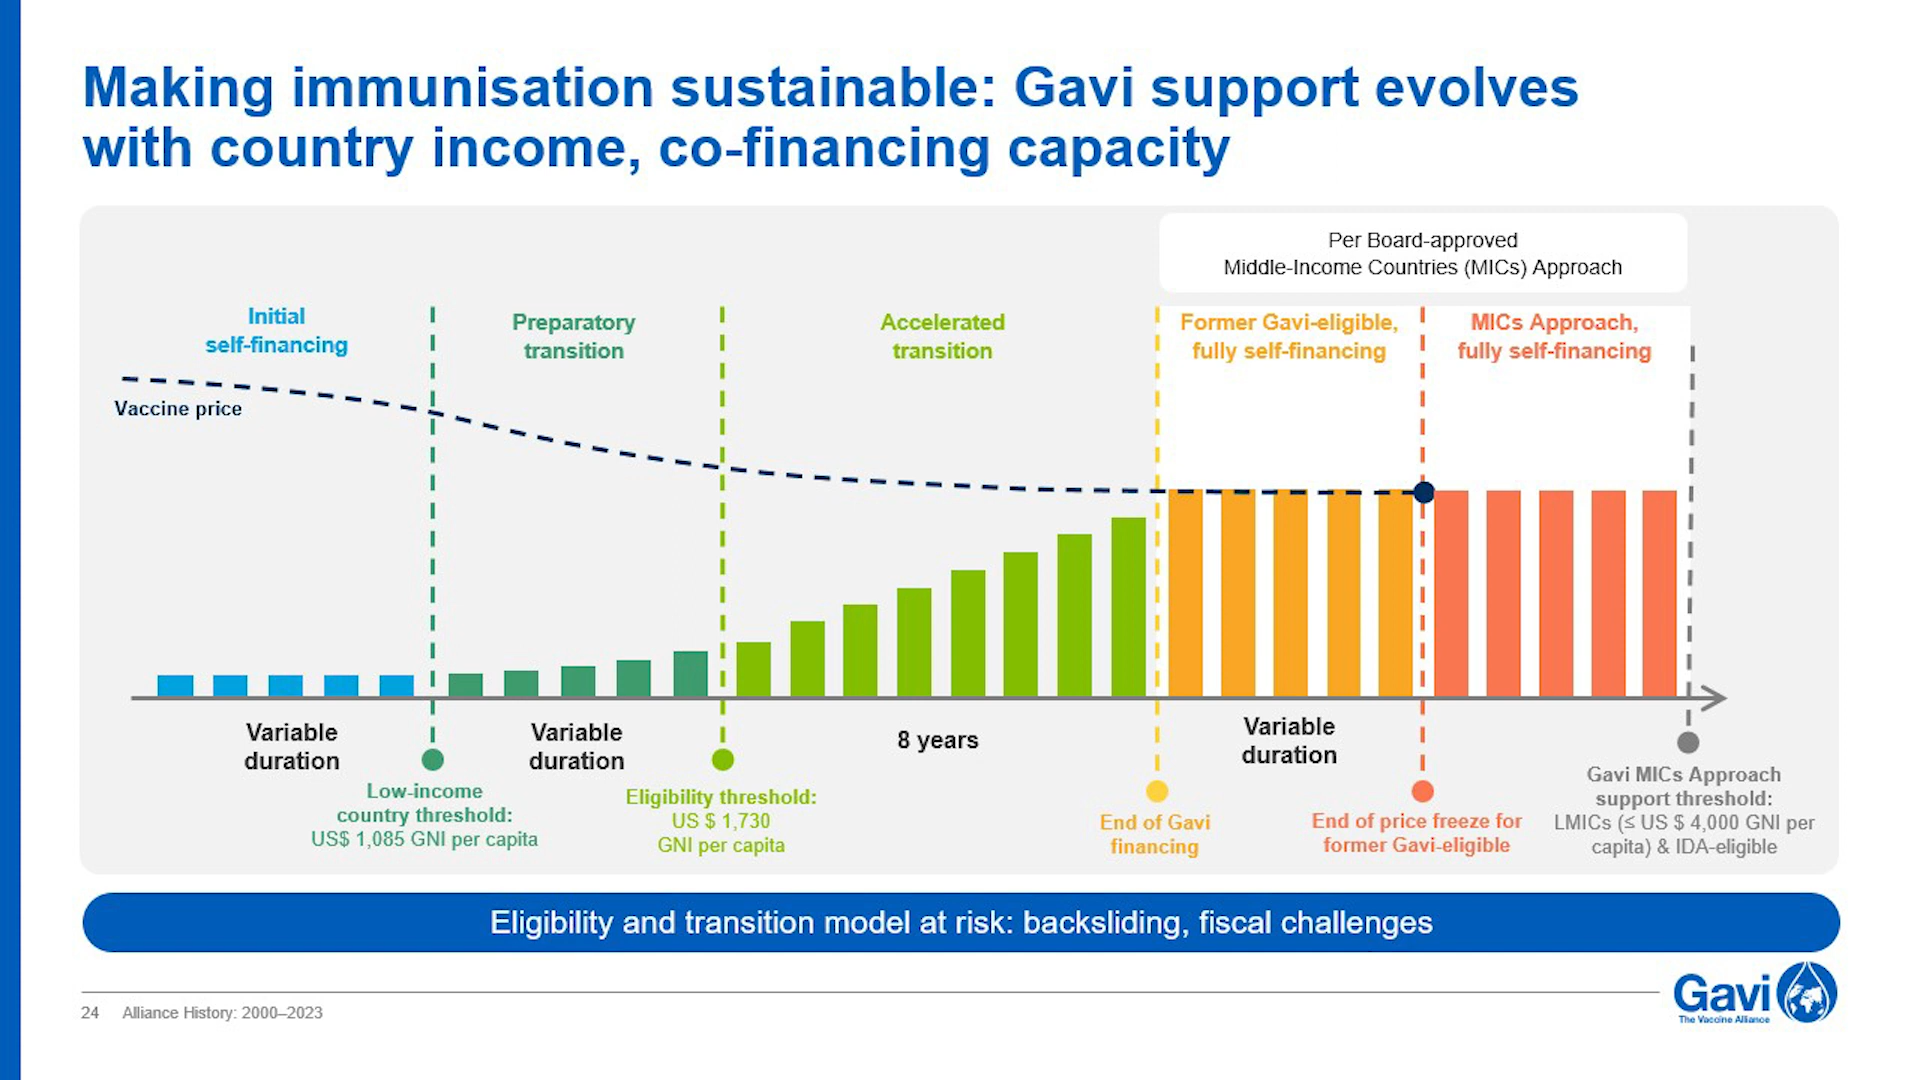 Making immunisation sustainable: Gavi support evolves
with country income, co-financing capacity
Per Board-approved
Middle-Income Countries (MICs) Approach
Initial
self-financing
Preparatory
transition
Accelerated
transition
Former Gavi-eligible,
fully self-financing
MICs Approach,
fully self-financing
Vaccine price
Variable
duration
Variable
duration
8 years
Variable
duration
Low-income
country threshold:
US$ 1,085 GNI per capita
Eligibility threshold:
US $ 1,730
GNI per capita
End of Gavi
financing
End of price freeze for
former Gavi-eligible
Gavi MICs Approach
support threshold:
LMICs (≤ US $ 4,000 GNI per
capita) & IDA-eligible
Eligibility and transition model at risk: backsliding, fiscal challenges
24 Alliance History: 2000–2023
Gavi
The Vaccine Alliance